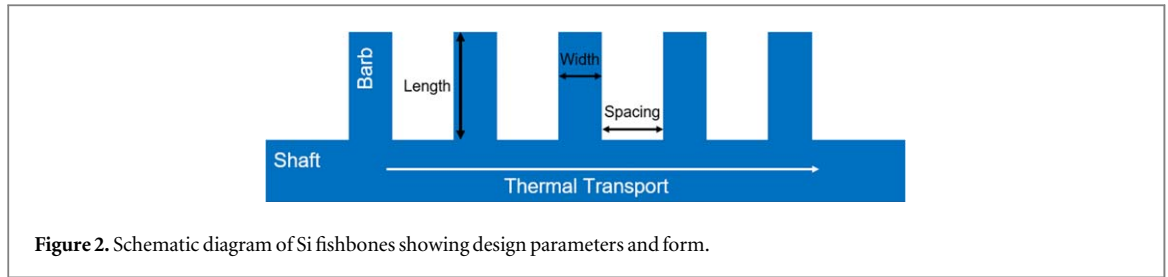 Barb
Length
Width
Spacing
Shaft
Thermal Transport
Figure 2. Schematic diagram of Si fishbones showing design parameters and form.